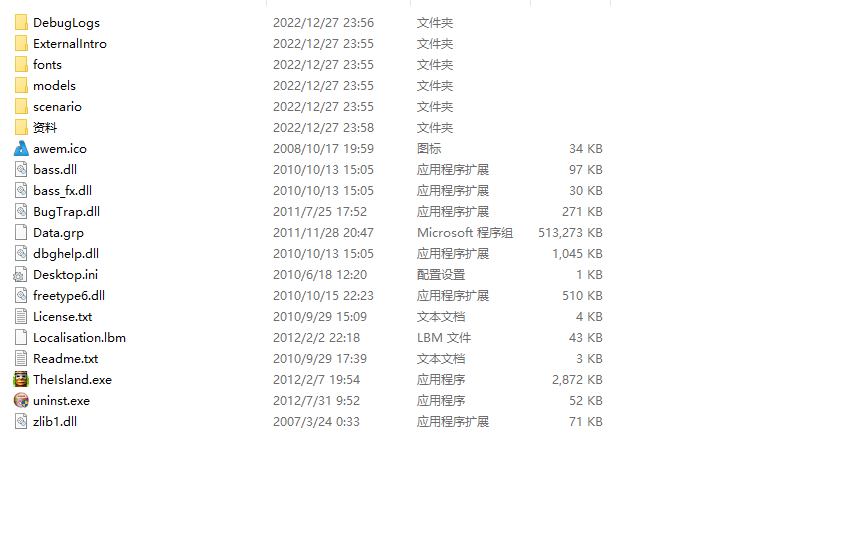 DebugLogs 2022/12/27 23:56 文件夹
ExternalIntro 2022/12/27 23:55 文件夹
fonts 2022/12/27 23:55 文件夹
models 2022/12/27 23:55 文件夹
scenario 2022/12/27 23:55 文件夹
资料 2022/12/27 23:58 文件夹
awem.ico 2008/10/17 19:59 图标 34 KB
bass.dll 2010/10/13 15:05 应用程序扩展 97 KB
bass_fx.dll 2010/10/13 15:05 应用程序扩展 30 KB
BugTrap.dll 2011/7/25 17:52 应用程序扩展 271 KB
Data.grp 2011/11/28 20:47 Microsoft 程序组 513,273 KB
dbghelp.dll 2010/10/13 15:05 应用程序扩展 1,045 KB
Desktop.ini 2010/6/18 12:20 配置设置 1 KB
freetype6.dll 2010/10/15 22:23 应用程序扩展 510 KB
License.txt 2010/9/29 15:09 文本文档 4 KB
Localisation.lbm 2012/2/2 22:18 LBM 文件 43 KB
Readme.txt 2010/9/29 17:39 文本文档 3 KB
TheIsland.exe 2012/2/7 19:54 应用程序 2,872 KB
uninst.exe 2012/7/31 9:52 应用程序 52 KB
zlib1.dll 2007/3/24 0:33 应用程序扩展 71 KB